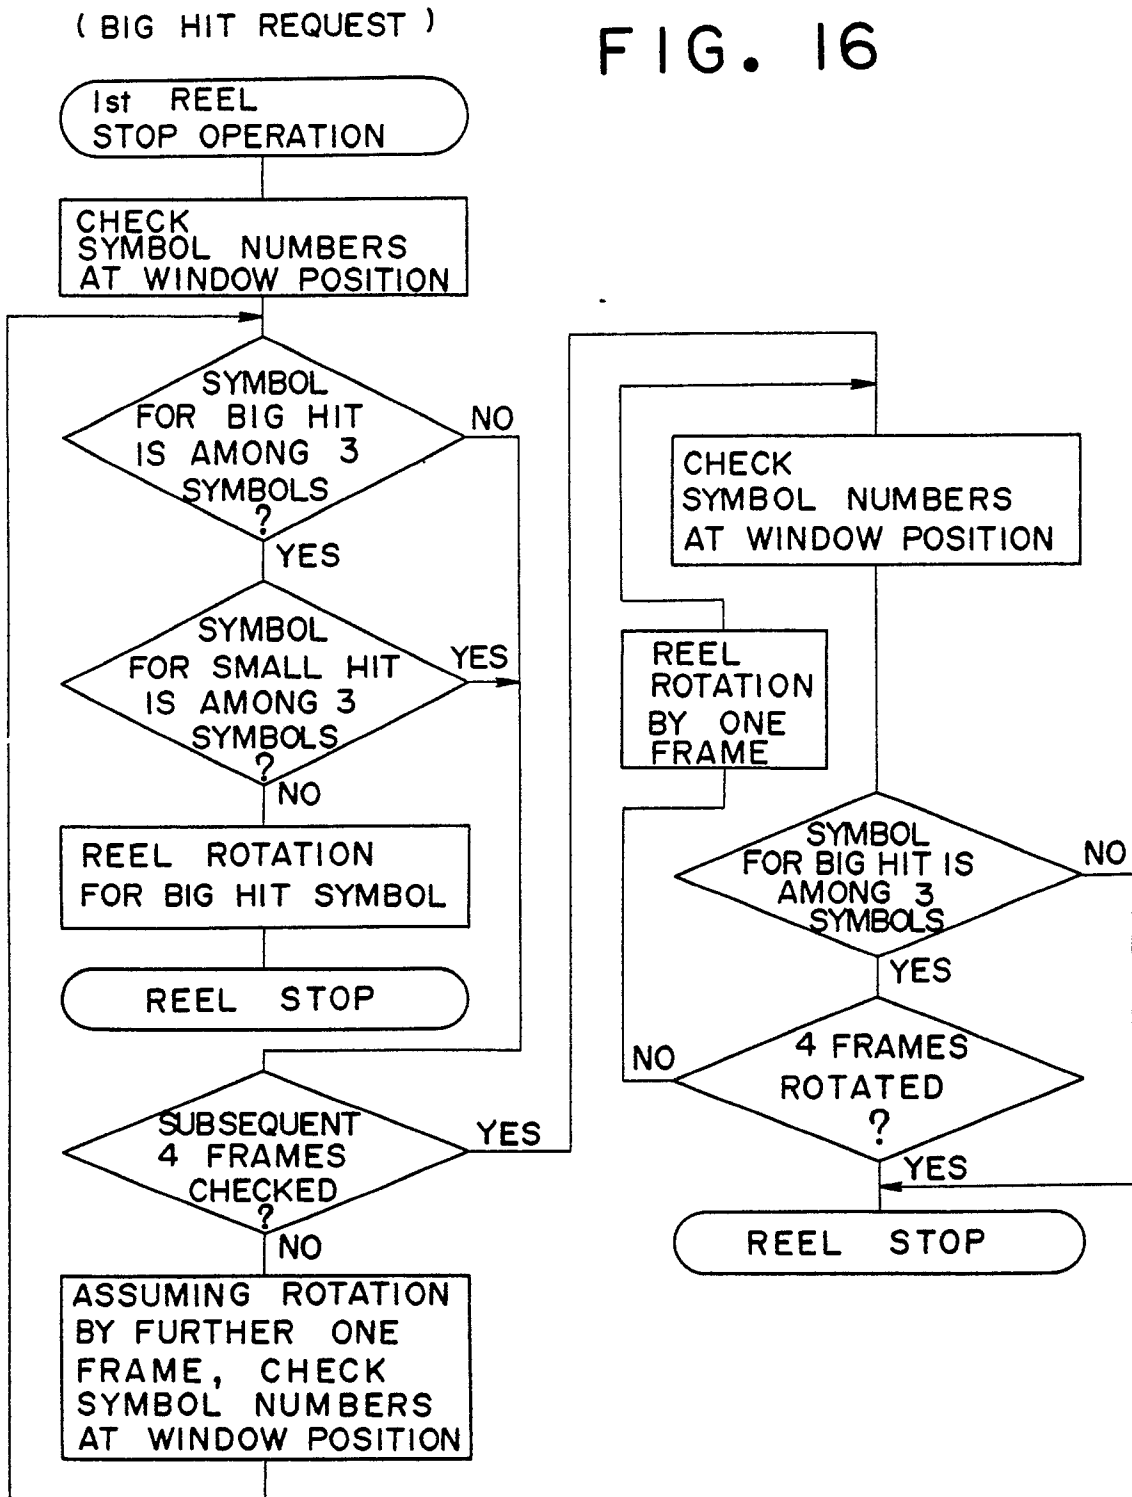 ( BIG HIT REQUEST )
FIG. 16
1st REEL
STOP OPERATION
CHECK
SYMBOL NUMBERS
AT WINDOW POSITION
SYMBOL
FOR BIG HIT
IS AMONG 3
SYMBOLS
?
NO
YES
SYMBOL
FOR SMALL HIT
IS AMONG 3
SYMBOLS
?
YES
NO
REEL ROTATION
FOR BIG HIT SYMBOL
REEL STOP
SUBSEQUENT
4 FRAMES
CHECKED
?
YES
NO
ASSUMING ROTATION
BY FURTHER ONE
FRAME, CHECK
SYMBOL NUMBERS
AT WINDOW POSITION
CHECK
SYMBOL NUMBERS
AT WINDOW POSITION
REEL
ROTATION
BY ONE
FRAME
SYMBOL
FOR BIG HIT IS
AMONG 3
SYMBOLS
NO
YES
4 FRAMES
ROTATED
?
NO
YES
REEL STOP